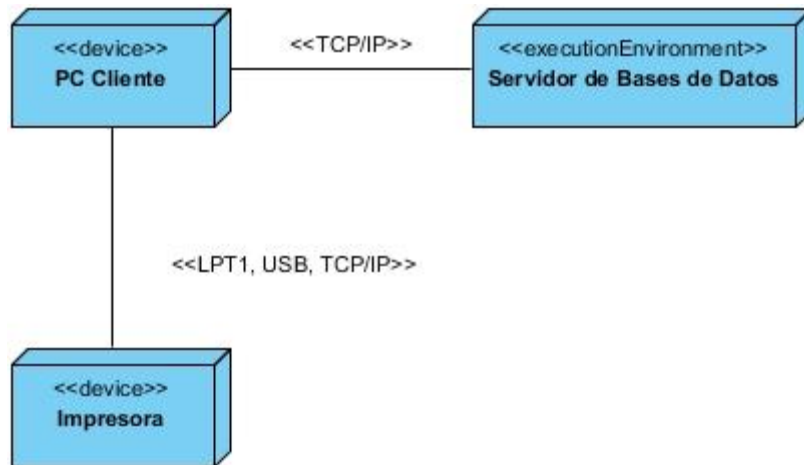 <<device>>
PC Cliente
<<TCP/IP>>
<<executionEnvironment>>
Servidor de Bases de Datos
<<LPT1, USB, TCP/IP>>
<<device>>
Impresora